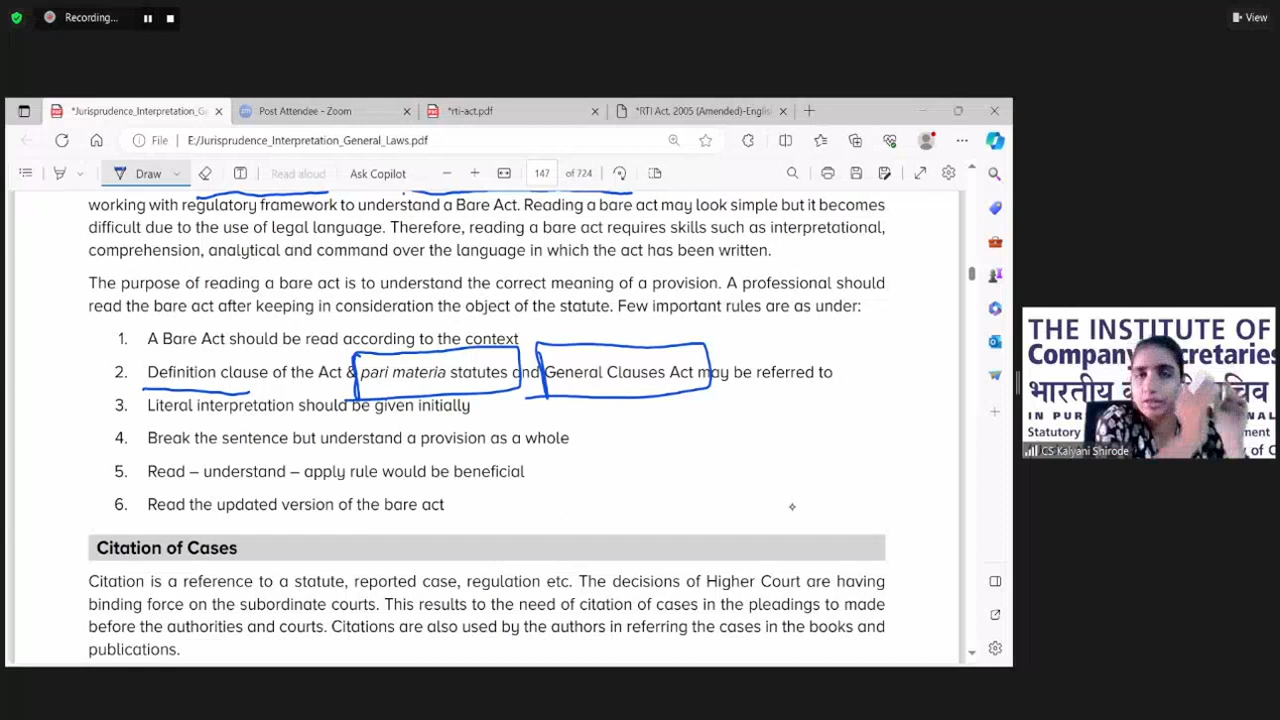 Recording...
View
*Jurisprudence_Interpretation_Ge
Post Attendee - Zoom
*rti-act.pdf
*RTI Act, 2005 (Amended)-Englis
File
E:/Jurisprudence_Interpretation_General_Laws.pdf
Draw
Read aloud
Ask Copilot
147
of 724
working with regulatory framework to understand a Bare Act. Reading a bare act may look simple but it becomes
difficult due to the use of legal language. Therefore, reading a bare act requires skills such as interpretational,
comprehension, analytical and command over the language in which the act has been written.
The purpose of reading a bare act is to understand the correct meaning of a provision. A professional should
read the bare act after keeping in consideration the object of the statute. Few important rules are as under:
1. A Bare Act should be read according to the context
2. Definition clause of the Act & pari materia statutes and General Clauses Act may be referred to
3. Literal interpretation should be given initially
4. Break the sentence but understand a provision as a whole
5. Read – understand – apply rule would be beneficial
6. Read the updated version of the bare act
Citation of Cases
Citation is a reference to a statute, reported case, regulation etc. The decisions of Higher Court are having
binding force on the subordinate courts. This results to the need of citation of cases in the pleadings to made
before the authorities and courts. Citations are also used by the authors in referring the cases in the books and
publications.
THE INSTITUTE OF
Company
भारतीय
सचिव
IN PUR
Statutory
CS Kalyani Shirode